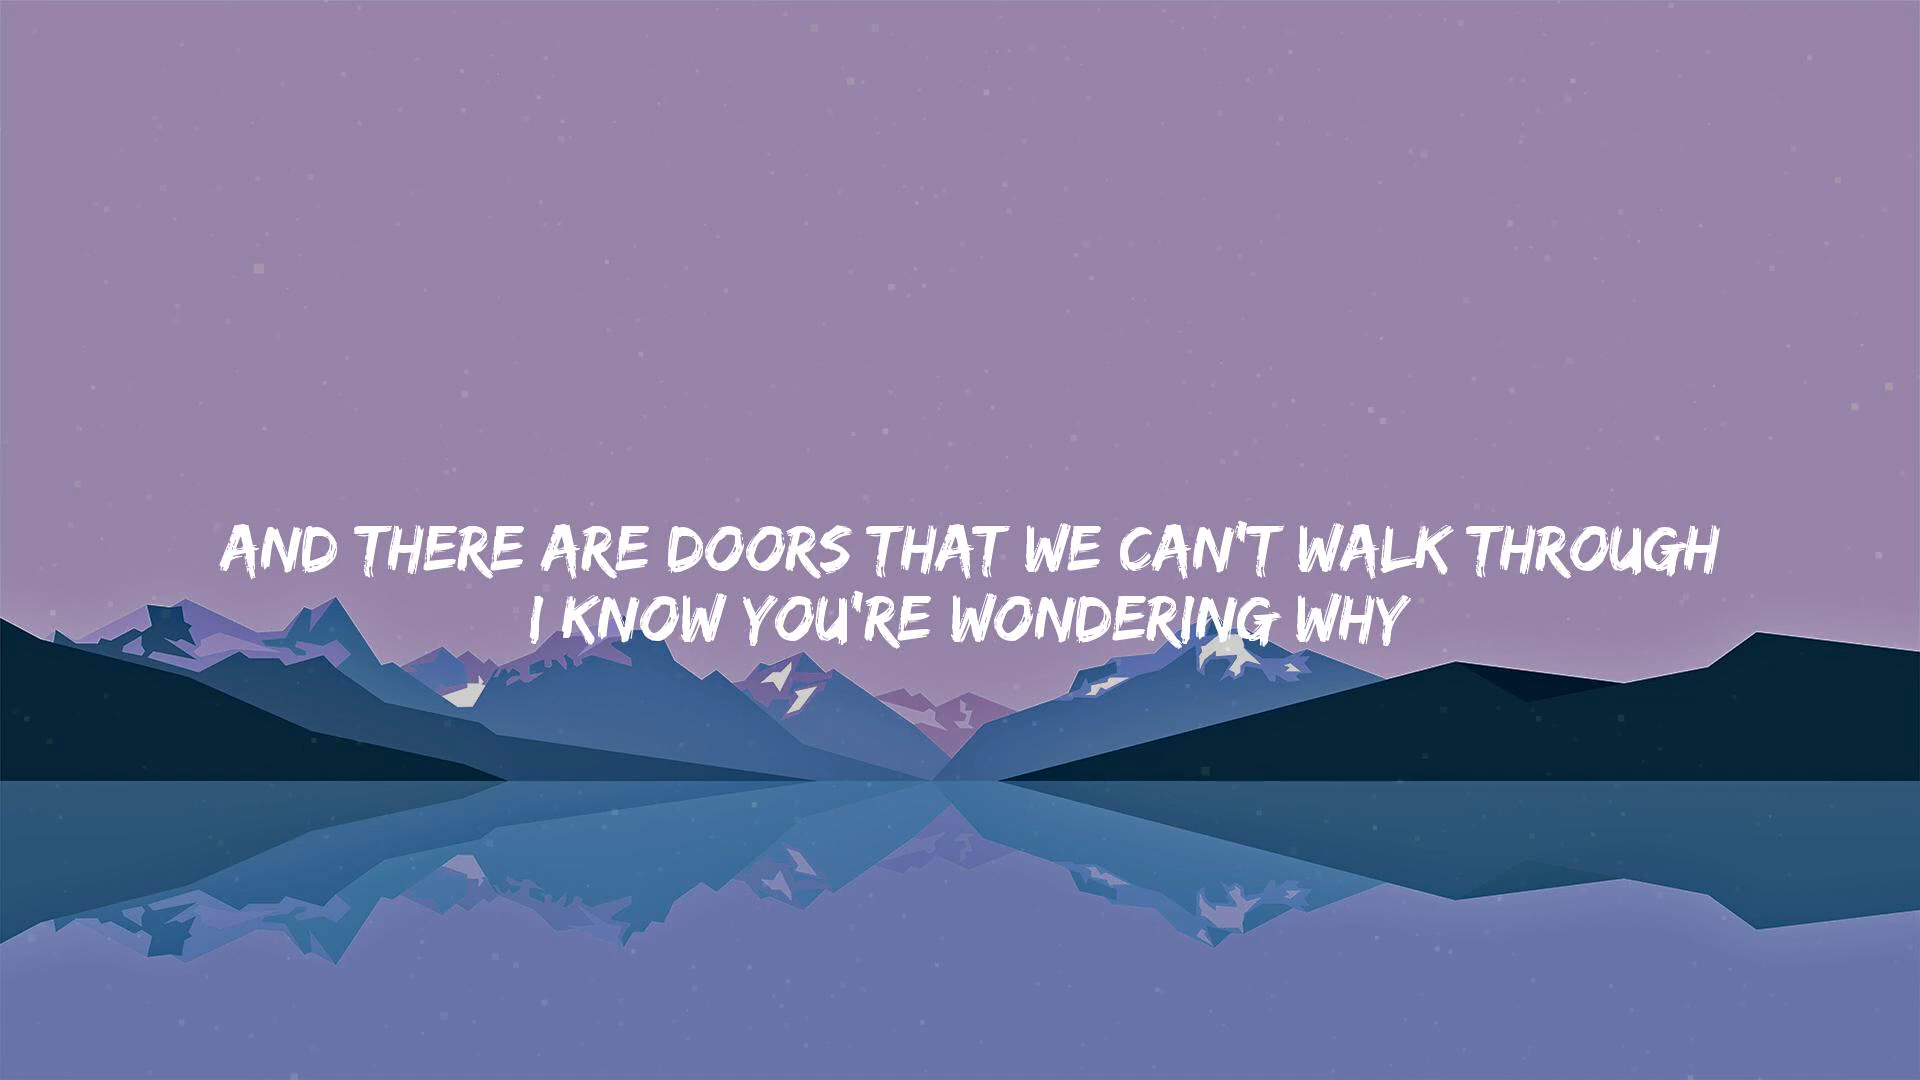 AND THERE ARE DOORS THAT WE CAN'T WALK THROUGH
I KNOW YOU'RE WONDERING WHY